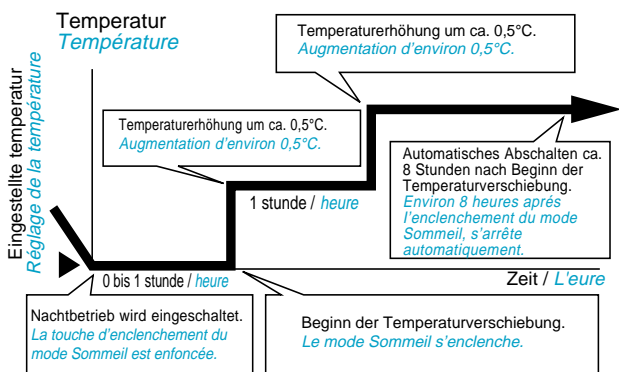 Temperatur
Température
Eingestellte temperatur
Réglage de la température
Temperaturerhöhung um ca. 0,5°C.
Augmentation d'environ 0,5°C.
Temperaturerhöhung um ca. 0,5°C.
Augmentation d'environ 0,5°C.
Automatisches Abschalten ca.
8 Stunden nach Beginn der
Temperaturverschiebung.
Environ 8 heures aprés
l'enclenchement du mode
Sommeil, s'arrête
automatiquement.
1 stunde / heure
0 bis 1 stunde / heure
Zeit / L'eure
Nachtbetrieb wird eingeschaltet.
La touche d'enclenchement du
mode Sommeil est enfoncée.
Beginn der Temperaturverschiebung.
Le mode Sommeil s'enclenche.